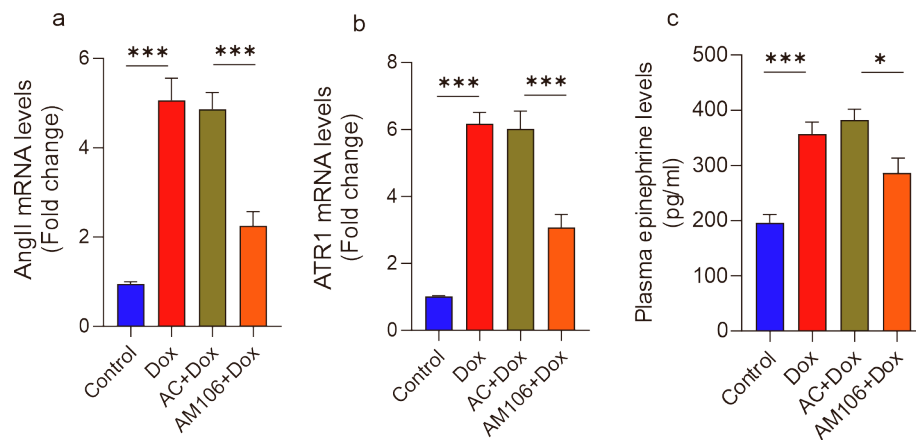 a
AngII mRNA levels
(Fold change)
6
4
2
0
***
***
Control
Dox
AC+Dox
AM106+Dox
b
ATR1 mRNA levels
(Fold change)
8
6
4
2
0
***
***
Control
Dox
AC+Dox
AM106+Dox
c
Plasma epinephrine levels
(pg/ml)
500
400
300
200
100
0
***
*
Control
Dox
AC+Dox
AM106+Dox